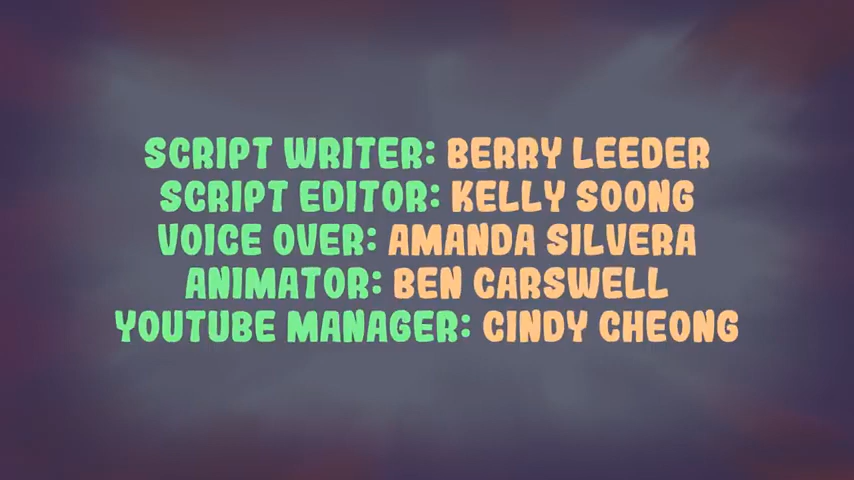 SCRIPT WRITER: BERRY LEEDER
SCRIPT EDITOR: KELLY SOONG
VOICE OVER: AMANDA SILVERA
ANIMATOR: BEN CARSWELL
YOUTUBE MANAGER: CINDY CHEONG